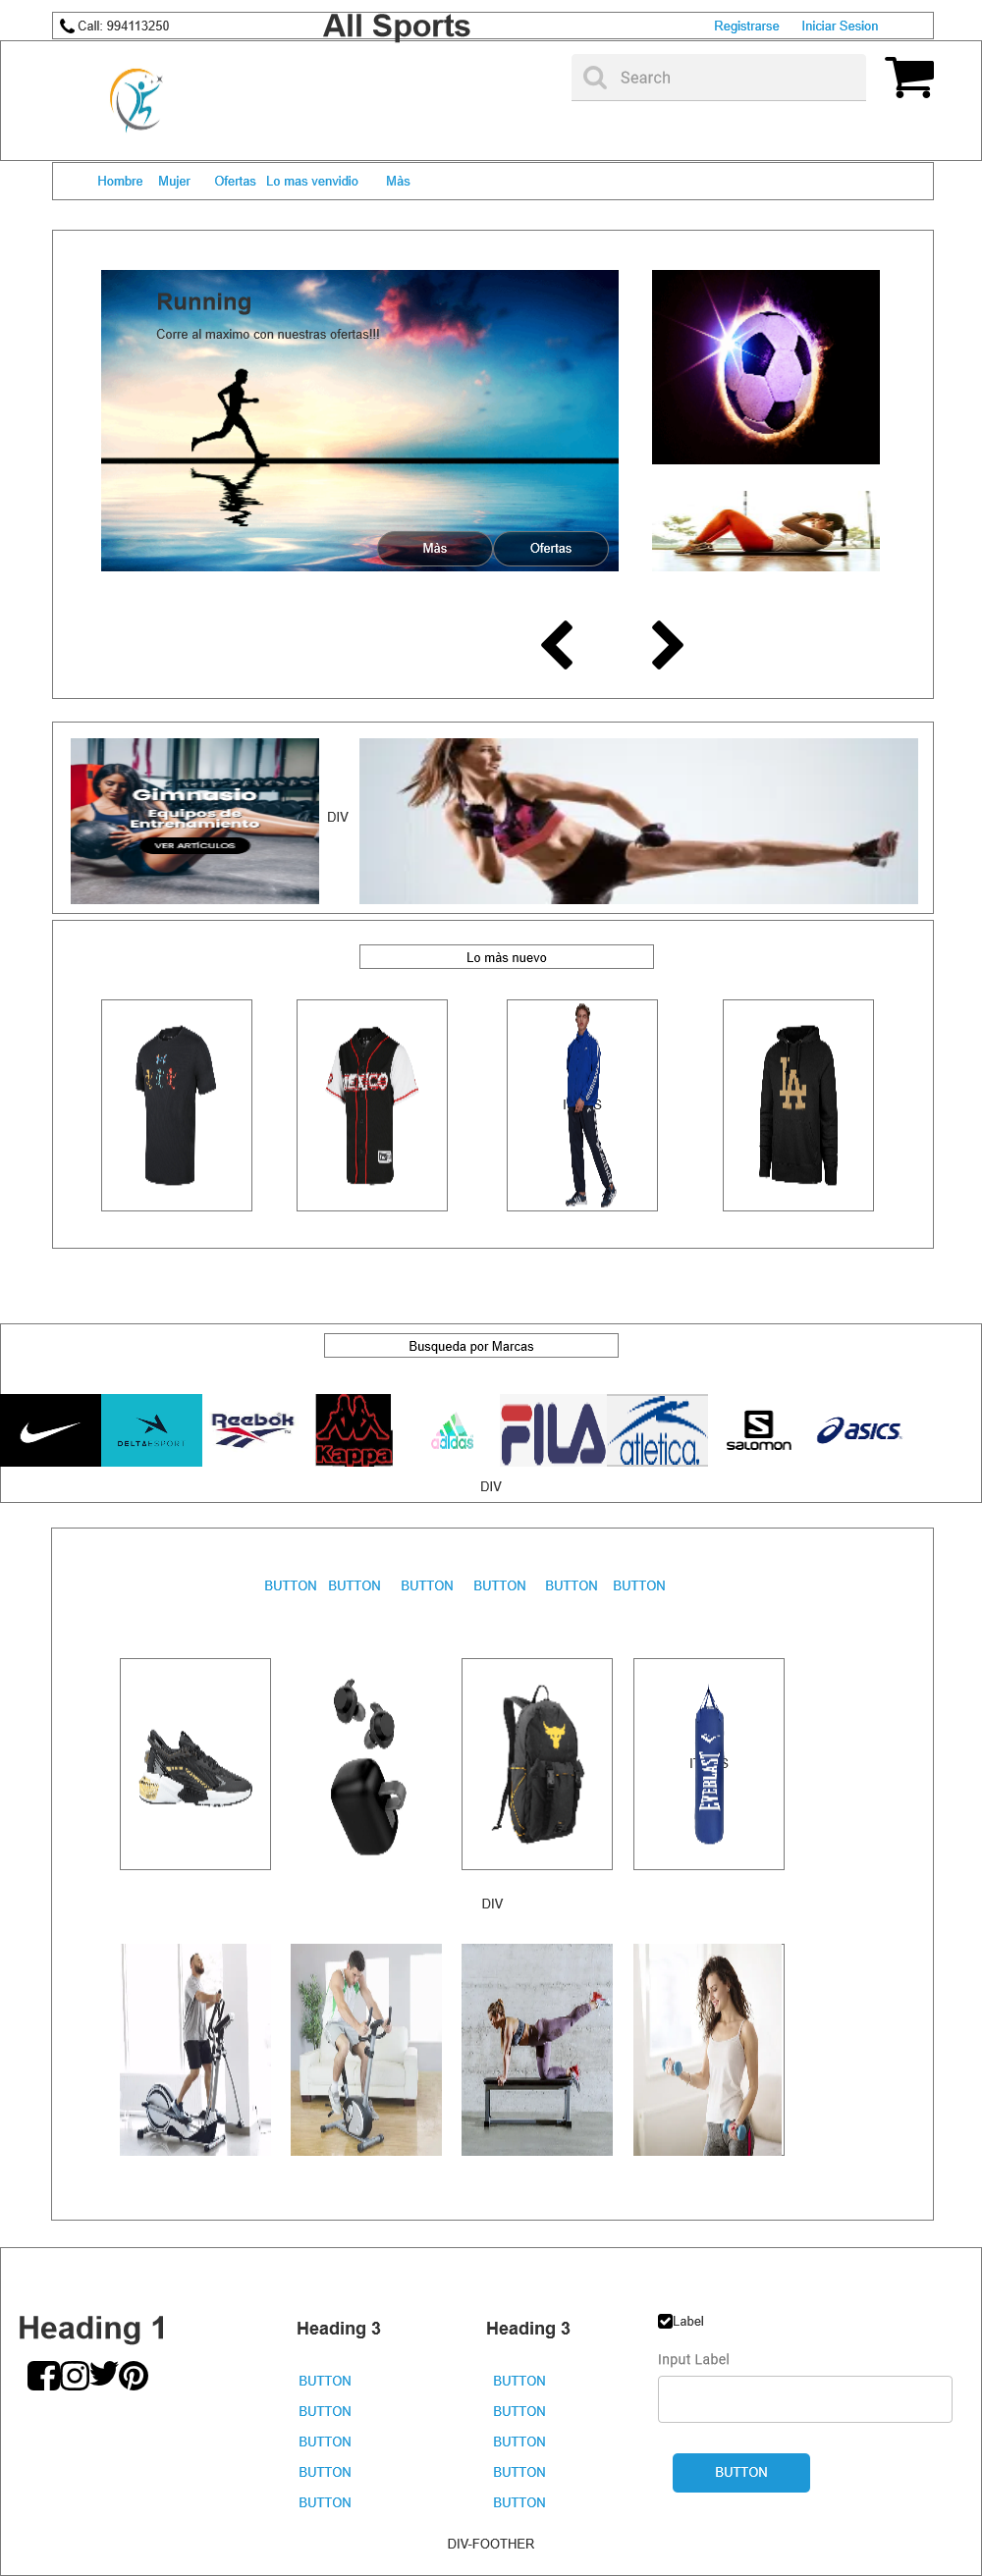 Call: 994113250
All Sports
Registrarse
Iniciar Sesion
Search
Hombre
Mujer
Ofertas
Lo mas venvidio
Màs
Running
Corre al maximo con nuestras ofertas!!!
Màs
Ofertas
Gimnasio
Equipos de
Entrenamiento
VER ARTÍCULOS
DIV
Lo màs nuevo
MEXICO
LA
Busqueda por Marcas
DELTAESPORT
Reebok
Kappa
adidas
FILA
atletica.
SALOMON
asics
DIV
BUTTON
BUTTON
BUTTON
BUTTON
BUTTON
BUTTON
EVERLAST
DIV
Heading 1
Heading 3
BUTTON
BUTTON
BUTTON
BUTTON
BUTTON
Heading 3
BUTTON
BUTTON
BUTTON
BUTTON
BUTTON
Label
Input Label
BUTTON
DIV-FOOTHER